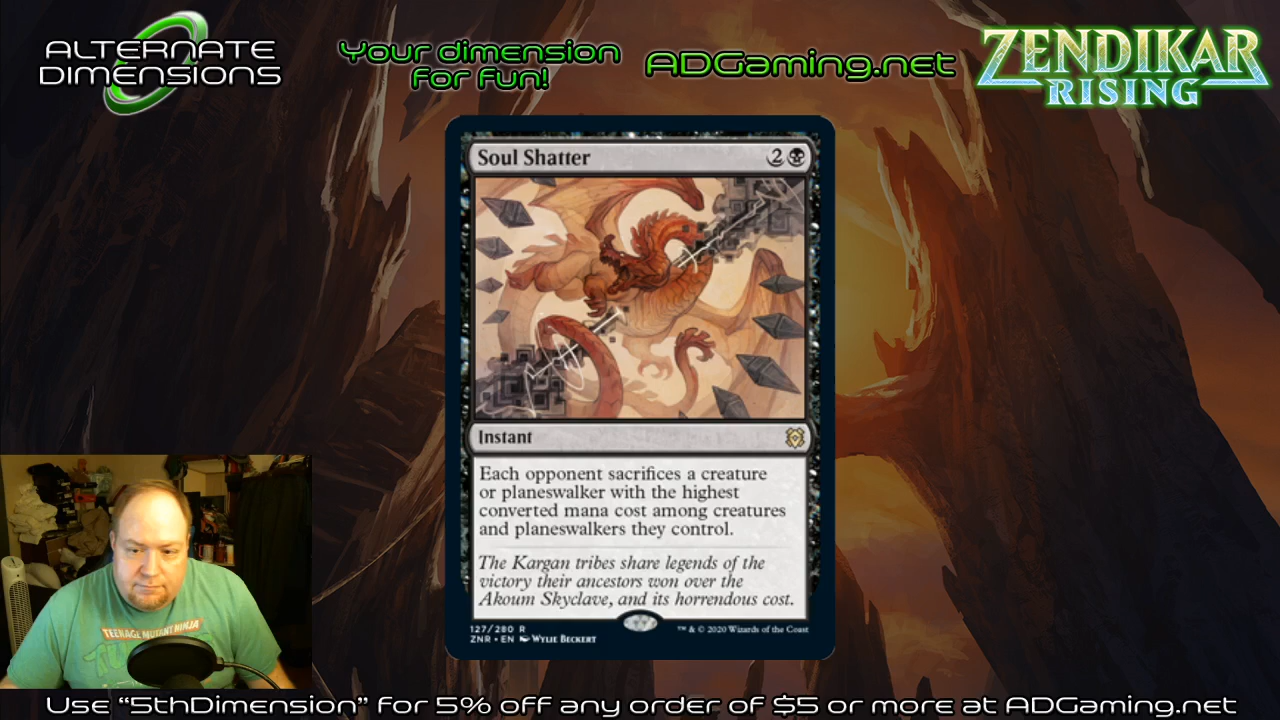 ALTERNATE
DIMENSIONS
Your dimension
for fun!
ADGaming.net
ZENDIKAR
RISING
Soul Shatter
2
Instant
Each opponent sacrifices a creature
or planeswalker with the highest
converted mana cost among creatures
and planeswalkers they control.
The Kargan tribes share legends of the
victory their ancestors won over the
Akoum Skyclave, and its horrendous cost.
127/280 R
ZNR • EN Wylie Beckert
™ & © 2020 Wizards of the Coast
TEENAGE MUTANT NINJA
Use “5thDimension” for 5% off any order of $5 or more at ADGaming.net